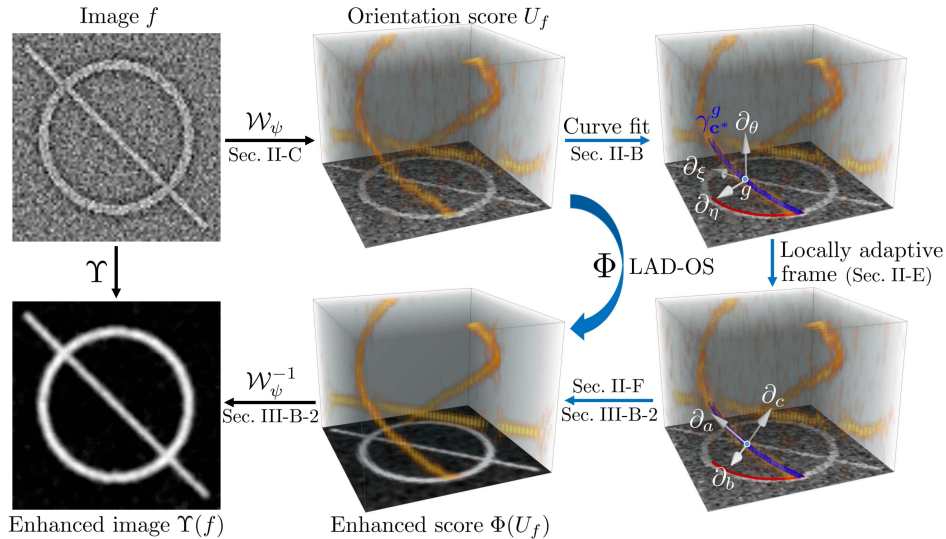 Image f
Orientation score U_f
𝒲_ψ
Sec. II-C
Curve fit
Sec. II-B
γ^g_{c*}
∂_θ
∂_ξ
g
∂_η
Υ
Φ LAD-OS
Locally adaptive
frame (Sec. II-E)
𝒲_ψ^{-1}
Sec. III-B-2
Sec. II-F
Sec. III-B-2
∂_c
∂_a
∂_b
Enhanced image Υ(f)
Enhanced score Φ(U_f)